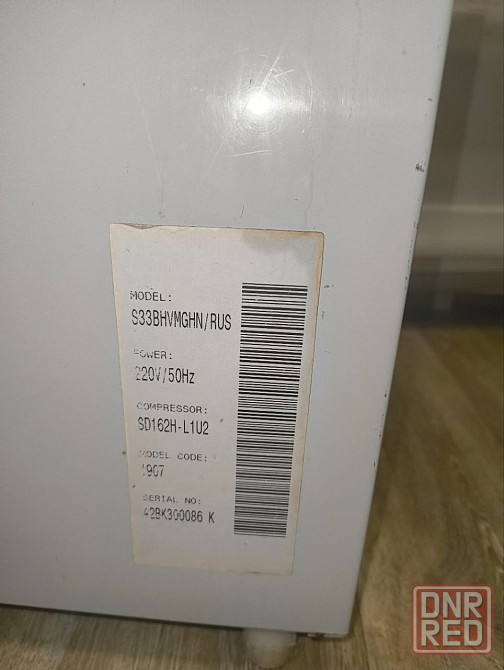 MODEL:
S33BHVMGHN/RUS
POWER:
220V/50Hz
COMPRESSOR:
SD162H-L1U2
MODEL CODE:
1907
SERIAL NO:
42BK300086 K
DNR
RED